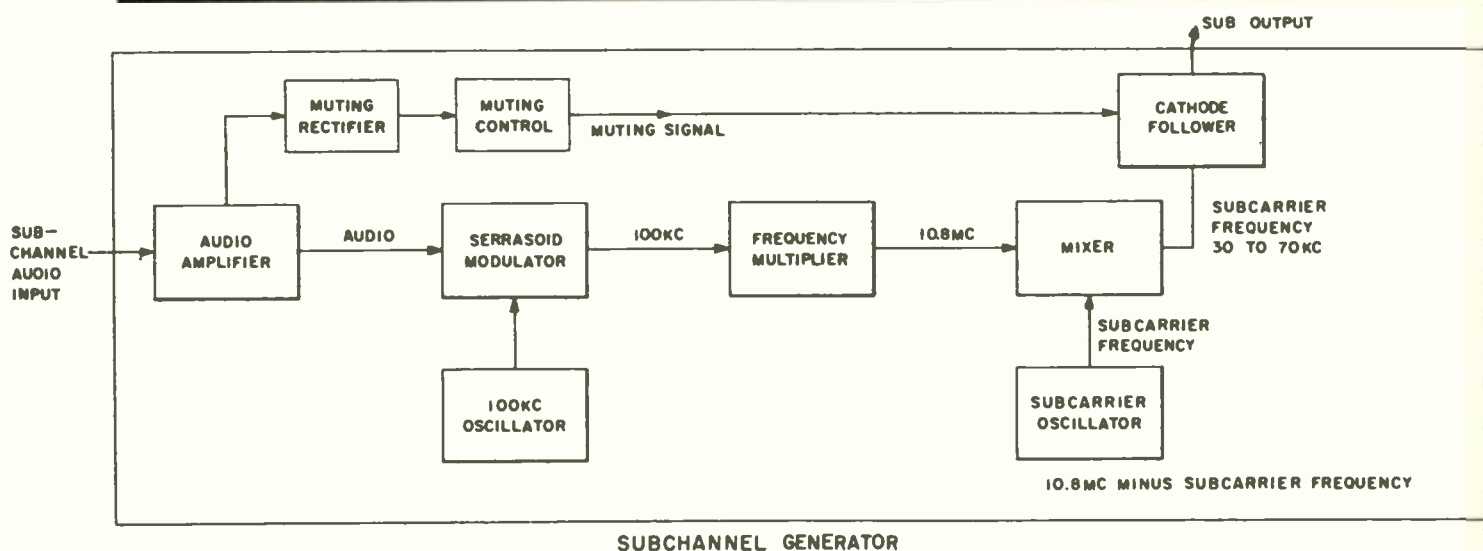 SUB OUTPUT
MUTING
RECTIFIER
MUTING
CONTROL
MUTING SIGNAL
CATHODE
FOLLOWER
SUB-
CHANNEL
AUDIO
INPUT
AUDIO
AMPLIFIER
AUDIO
SERRASOID
MODULATOR
100KC
FREQUENCY
MULTIPLIER
10.8MC
MIXER
SUBCARRIER
FREQUENCY
30 TO 70KC
SUBCARRIER
FREQUENCY
100KC
OSCILLATOR
SUBCARRIER
OSCILLATOR
10.8MC MINUS SUBCARRIER FREQUENCY
SUBCHANNEL GENERATOR